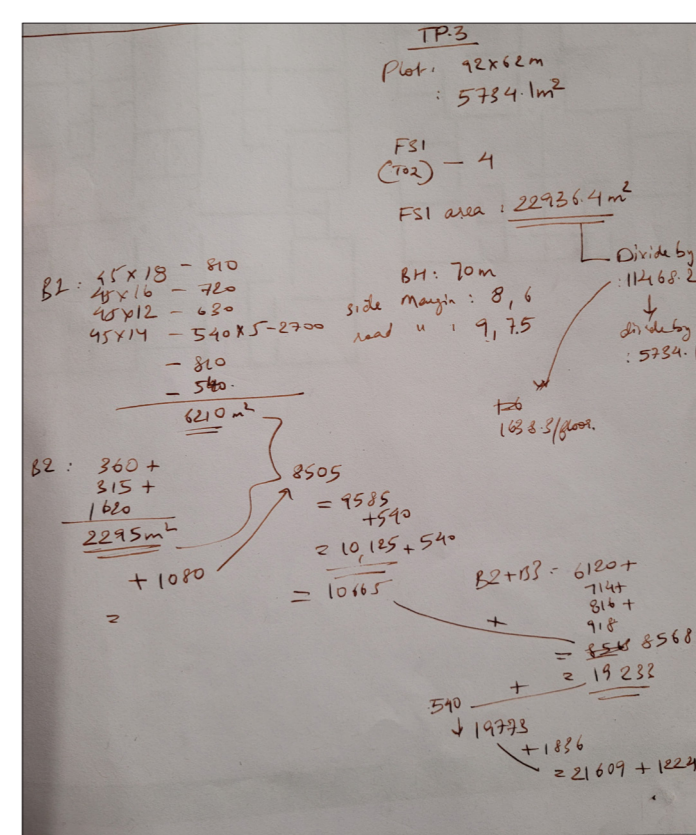 TP.3
Plot. 92x62m
: 5734.1m²
FSI
(TOZ) - 4
FSI area : 22936.4m²
Divide by
: 11468.2
divide by
: 5734.
BH: 70m
side Margin : 8, 6
road " : 9, 7.5
1638.3/floor.
B1: 45x18 - 810
45x16 - 720
45x12 - 630
45x14 - 540x5-2700
- 810
- 540.
6210 m²
B2 : 360 +
315 +
1620
2295m²
+ 1080
=
8505
= 9585
+540
= 10,125 + 540
= 10665
B2+B3 = 6120 +
714+
816 +
918
= 8568
+
= 19233
540 +
19773
+ 1836
= 21609 + 1224